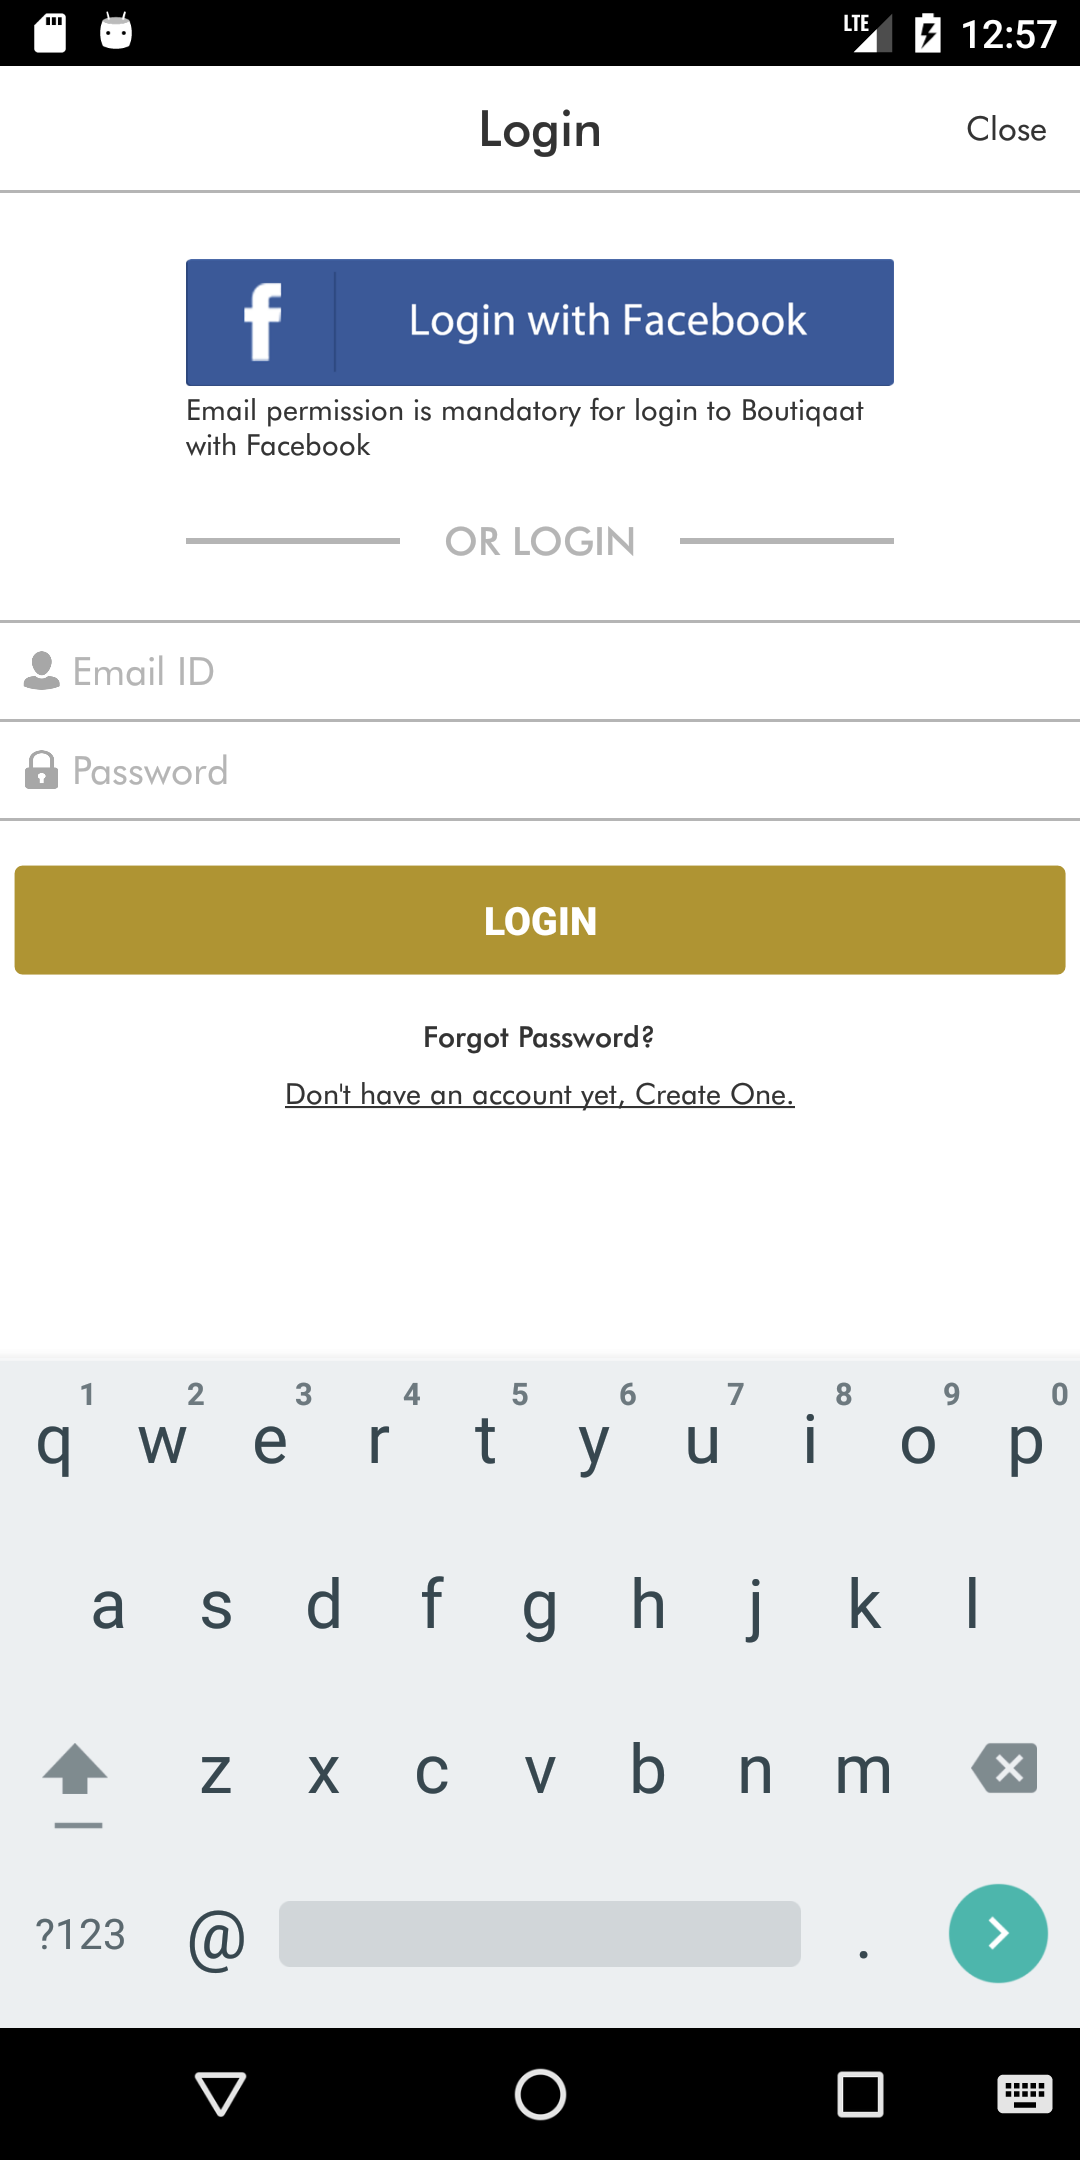 LTE 12:57
Login Close
f Login with Facebook
Email permission is mandatory for login to Boutiqaat
with Facebook
OR LOGIN
Email ID
Password
LOGIN
Forgot Password?
Don't have an account yet, Create One.
1 2 3 4 5 6 7 8 9 0
q w e r t y u i o p
a s d f g h j k l
z x c v b n m
?123 @ .